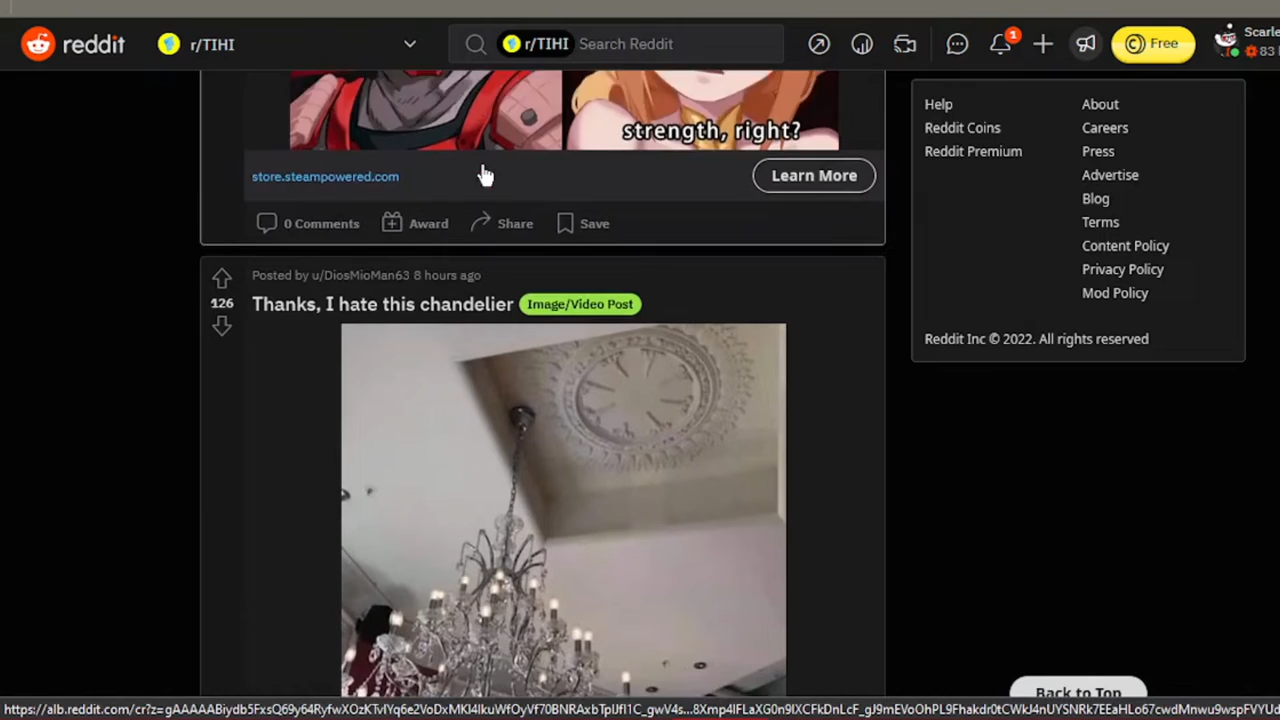 reddit
r/TIHI
r/TIHI Search Reddit
1
Free
Scarle
83
strength, right?
store.steampowered.com
Learn More
0 Comments Award Share Save
Posted by u/DiosMioMan63 8 hours ago
126
Thanks, I hate this chandelier Image/Video Post
Help
Reddit Coins
Reddit Premium
About
Careers
Press
Advertise
Blog
Terms
Content Policy
Privacy Policy
Mod Policy
Reddit Inc © 2022. All rights reserved
Back to Top